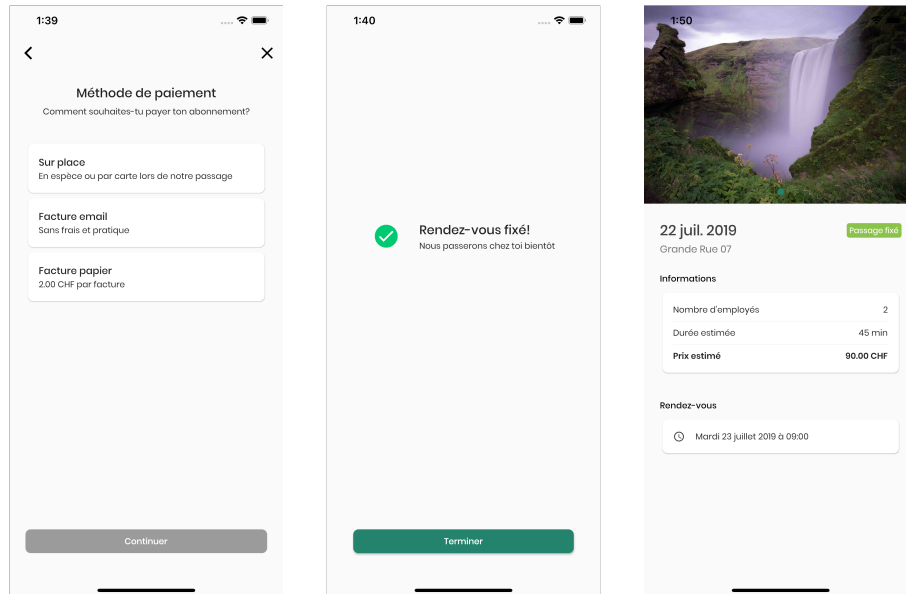 1:39
Méthode de paiement
Comment souhaites-tu payer ton abonnement?
Sur place
En espèce ou par carte lors de notre passage
Facture email
Sans frais et pratique
Facture papier
2.00 CHF par facture
Continuer
1:40
Rendez-vous fixé!
Nous passerons chez toi bientôt
Terminer
1:50
22 juil. 2019
Passage fixé
Grande Rue 07
Informations
Nombre d'employés 2
Durée estimée 45 min
Prix estimé 90.00 CHF
Rendez-vous
Mardi 23 juillet 2019 à 09:00